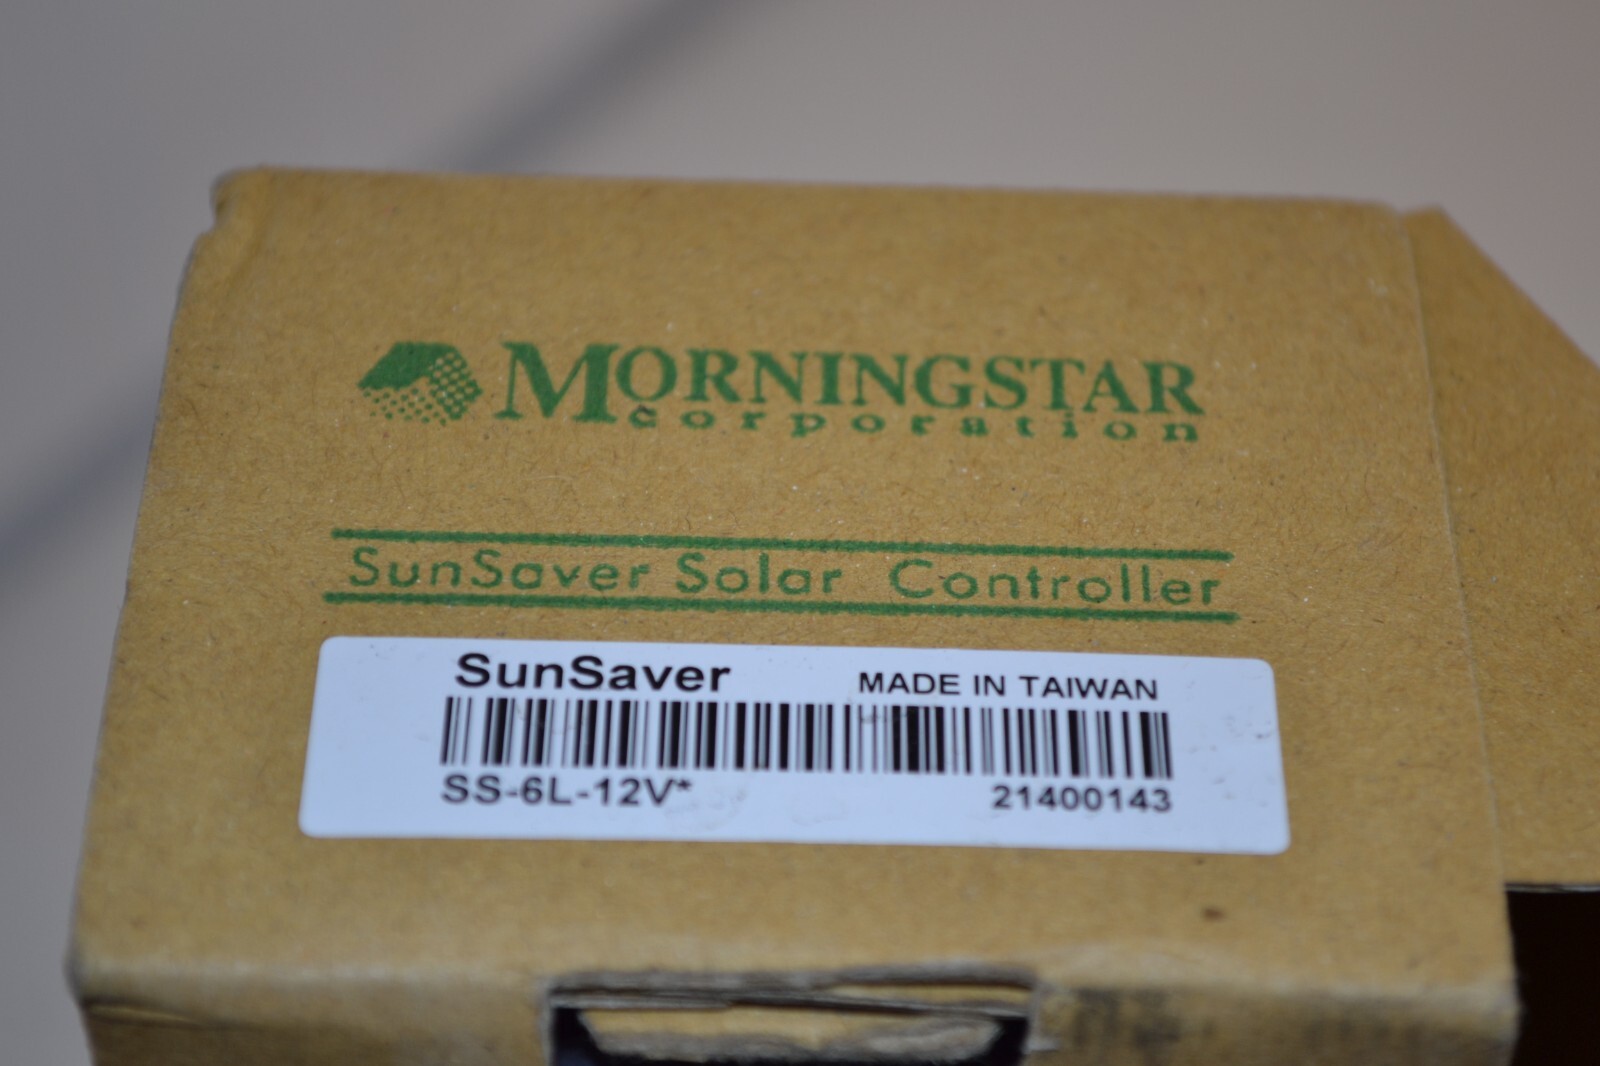 MORNINGSTAR
corporation
SunSaver Solar Controller
SunSaver MADE IN TAIWAN
SS-6L-12V* 21400143